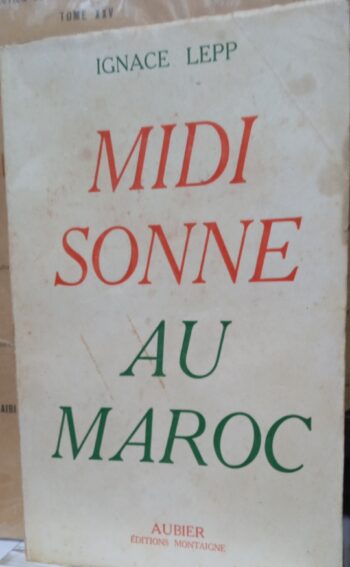 TOME XXV
IGNACE LEPP
MIDI
SONNE
AU
MAROC
AUBIER
ÉDITIONS MONTAIGNE